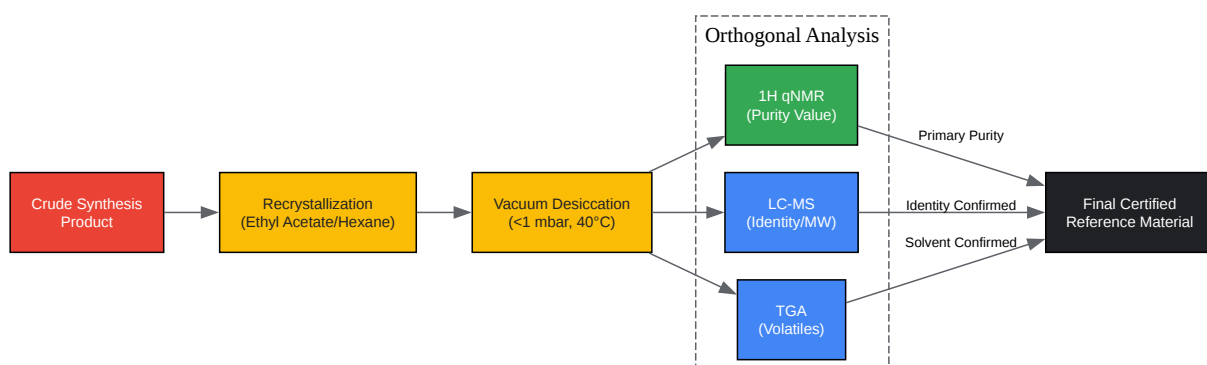 Orthogonal Analysis
Crude Synthesis
Product
Recrystallization
(Ethyl Acetate/Hexane)
Vacuum Desiccation
(<1 mbar, 40°C)
1H qNMR
(Purity Value)
LC-MS
(Identity/MW)
TGA
(Volatiles)
Primary Purity
Identity Confirmed
Solvent Confirmed
Final Certified
Reference Material